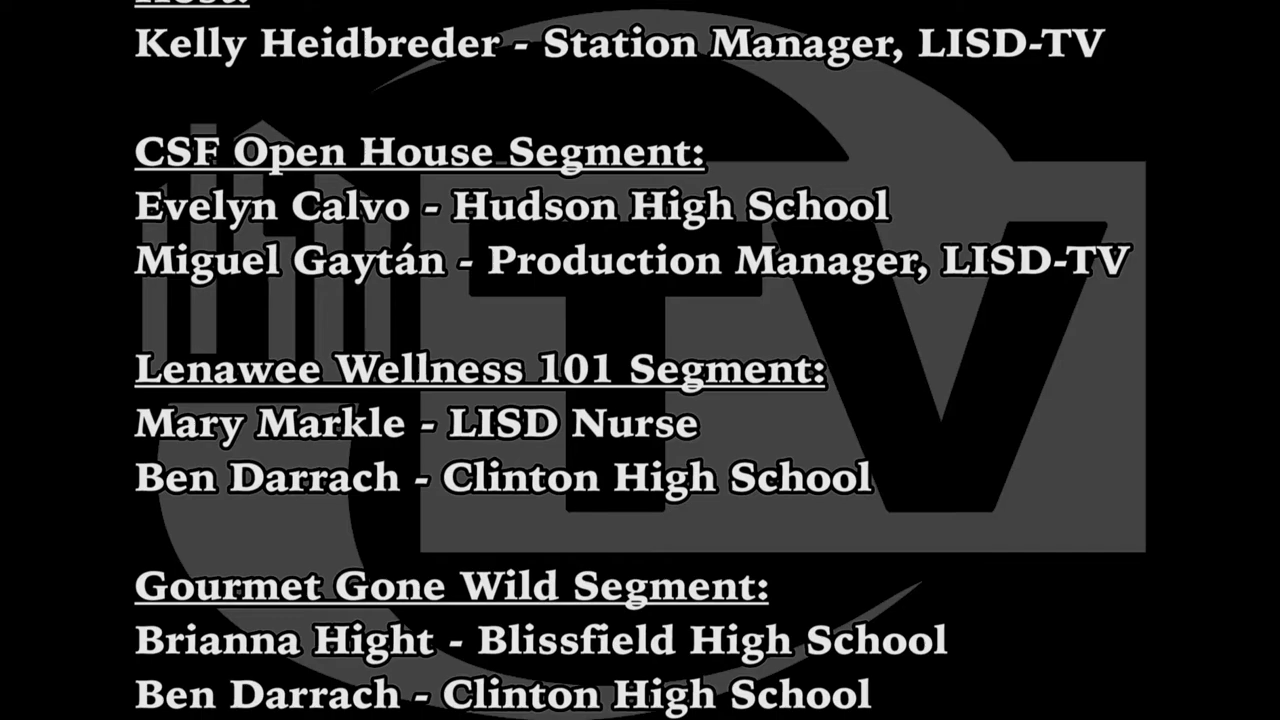 Host:
Kelly Heidbreder - Station Manager, LISD-TV
CSF Open House Segment:
Evelyn Calvo - Hudson High School
Miguel Gaytán - Production Manager, LISD-TV
Lenawee Wellness 101 Segment:
Mary Markle - LISD Nurse
Ben Darrach - Clinton High School
Gourmet Gone Wild Segment:
Brianna Hight - Blissfield High School
Ben Darrach - Clinton High School
TV